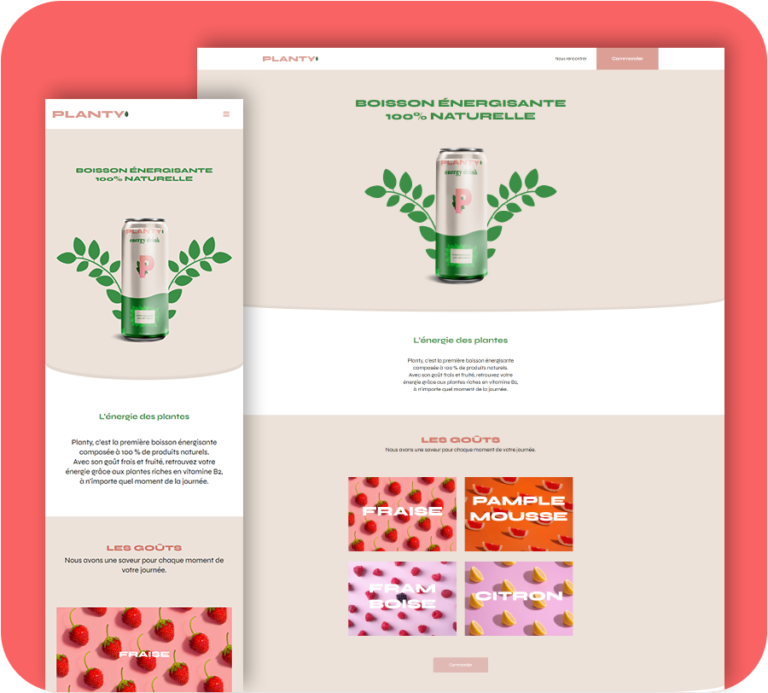 PLANTY
Nous rencontrer
Commander
BOISSON ÉNERGISANTE
100% NATURELLE
PLANTY
energy drink
P
L'énergie des plantes
Planty, c'est la première boisson énergisante
composée à 100 % de produits naturels.
Avec son goût frais et fruité, retrouvez votre
énergie grâce aux plantes riches en vitamine B2,
à n'importe quel moment de la journée.
LES GOÛTS
Nous avons une saveur pour chaque moment de votre journée.
FRAISE
PAMPLE
MOUSSE
FRAM
BOISE
CITRON
Commander
PLANTY
BOISSON ÉNERGISANTE
100% NATURELLE
PLANTY
energy drink
P
L'énergie des plantes
Planty, c'est la première boisson énergisante
composée à 100 % de produits naturels.
Avec son goût frais et fruité, retrouvez votre
énergie grâce aux plantes riches en vitamine B2,
à n'importe quel moment de la journée.
LES GOÛTS
Nous avons une saveur pour chaque moment de
votre journée.
FRAISE